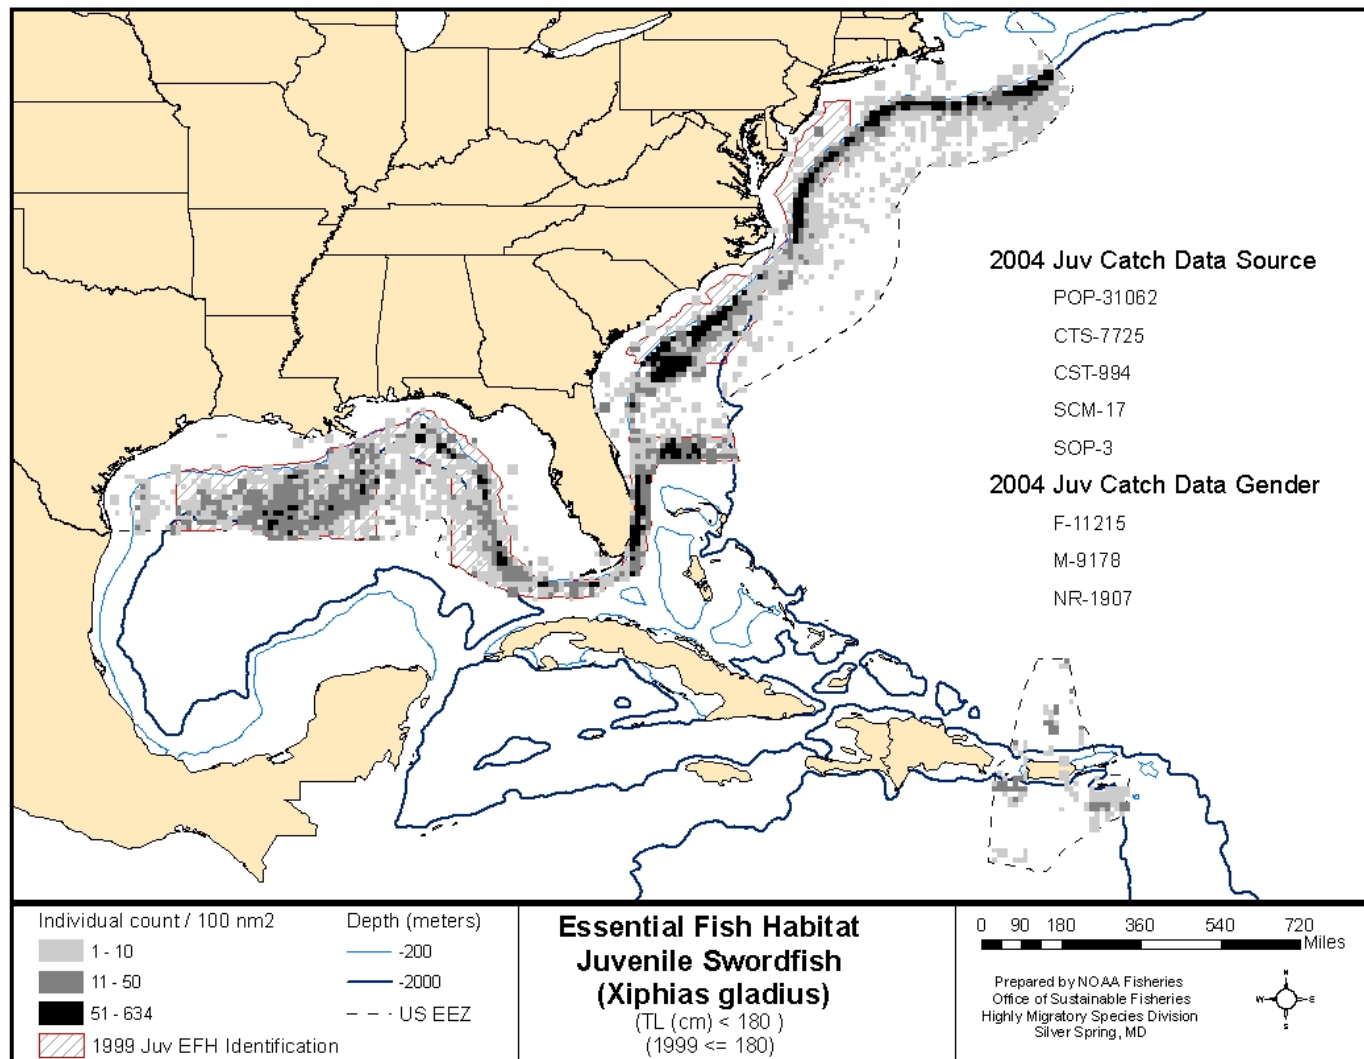 2004 Juv Catch Data Source
POP-31062
CTS-7725
CST-994
SCM-17
SOP-3
2004 Juv Catch Data Gender
F-11215
M-9178
NR-1907
Individual count / 100 nm2
1 - 10
11 - 50
51 - 634
1999 Juv EFH Identification
Depth (meters)
-200
-2000
US EEZ
Essential Fish Habitat
Juvenile Swordfish
(Xiphias gladius)
(TL (cm) < 180 )
(1999 <= 180)
0 90 180 360 540 720
Miles
Prepared by NOAA Fisheries
Office of Sustainable Fisheries
Highly Migratory Species Division
Silver Spring, MD
N
W E
S